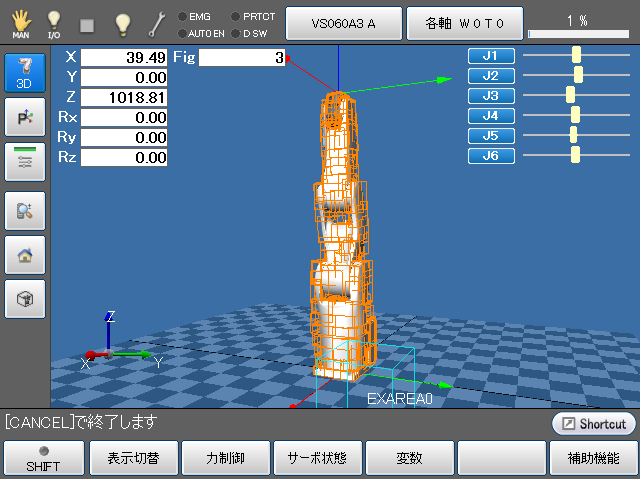 MAN I/O EMG PRTCT VS060A3 A 各軸 W0T0 1 %
AUTOEN DSW
X 39.49 Fig 3 J1
Y 0.00 J2
Z 1018.81 J3
Rx 0.00 J4
Ry 0.00 J5
Rz 0.00 J6
3D
P
Z
X Y
EXAREA0
[CANCEL]で終了します Shortcut
SHIFT 表示切替 力制御 サーボ状態 変数 補助機能